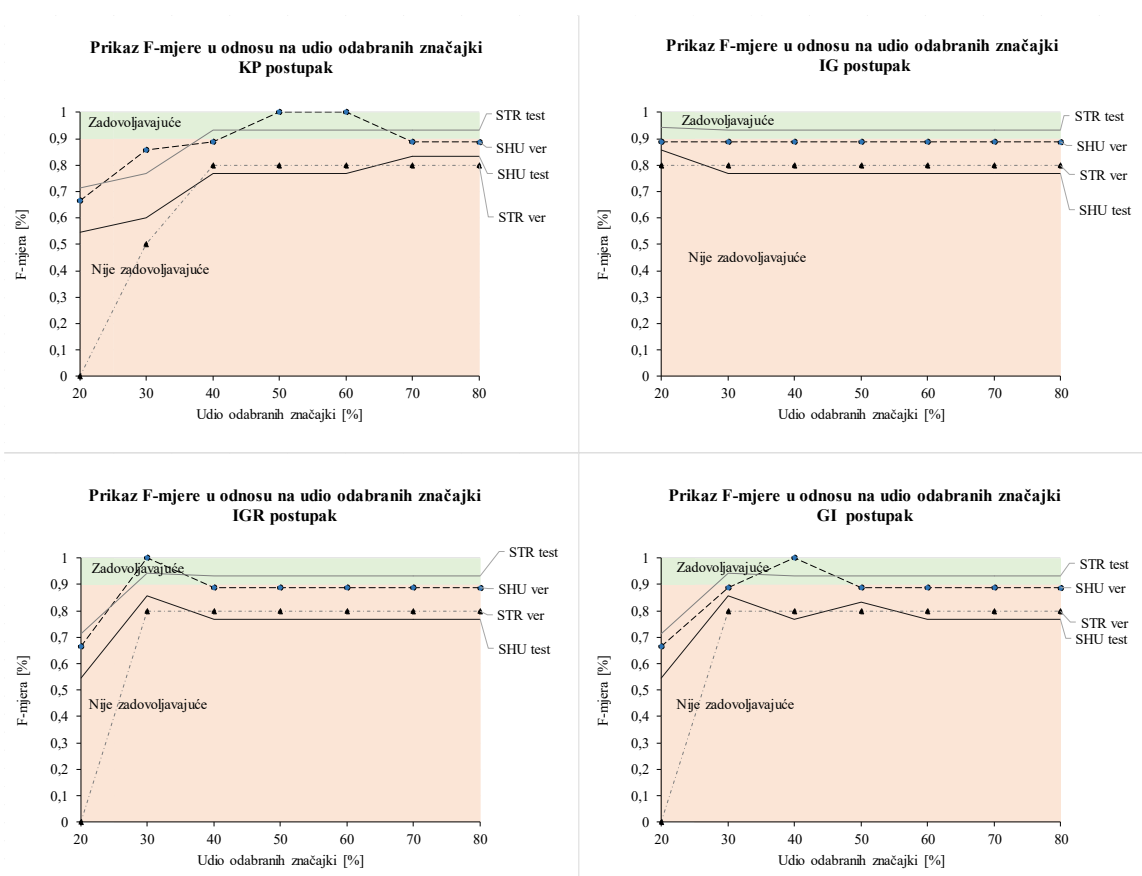 Prikaz F-mjere u odnosu na udio odabranih značajki
KP postupak
1
0,9
0,8
0,7
0,6
0,5
0,4
0,3
0,2
0,1
0
F-mjera [%]
Zadovoljavajuće
Nije zadovoljavajuće
STR test
SHU ver
SHU test
STR ver
20
30
40
50
60
70
80
Udio odabranih značajki [%]
Prikaz F-mjere u odnosu na udio odabranih značajki
IG postupak
1
0,9
0,8
0,7
0,6
0,5
0,4
0,3
0,2
0,1
0
F-mjera [%]
Zadovoljavajuće
Nije zadovoljavajuće
STR test
SHU ver
STR ver
SHU test
20
30
40
50
60
70
80
Udio odabranih značajki [%]
Prikaz F-mjere u odnosu na udio odabranih značajki
IGR postupak
1
0,9
0,8
0,7
0,6
0,5
0,4
0,3
0,2
0,1
0
F-mjera [%]
Zadovoljavajuće
Nije zadovoljavajuće
STR test
SHU ver
STR ver
SHU test
20
30
40
50
60
70
80
Udio odabranih značajki [%]
Prikaz F-mjere u odnosu na udio odabranih značajki
GI postupak
1
0,9
0,8
0,7
0,6
0,5
0,4
0,3
0,2
0,1
0
F-mjera [%]
Zadovoljavajuće
Nije zadovoljavajuće
STR test
SHU ver
STR ver
SHU test
20
30
40
50
60
70
80
Udio odabranih značajki [%]